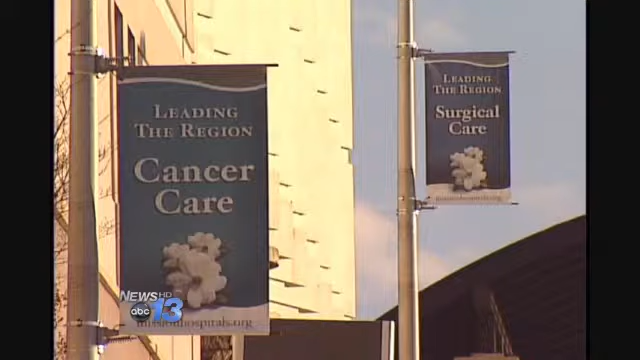 LEADING
THE REGION
Cancer
Care
missionhospitals.org
LEADING
THE REGION
Surgical
Care
NEWS HD
abc 13